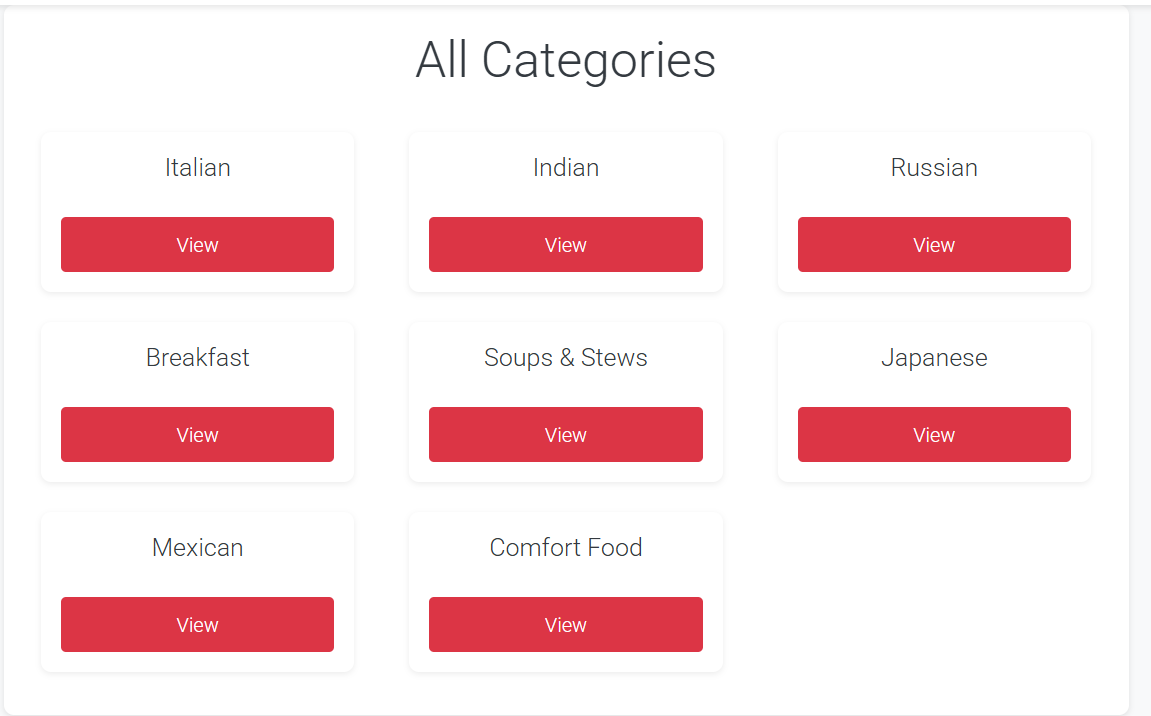 All Categories
Italian
Indian
Russian
View
View
View
Breakfast
Soups & Stews
Japanese
View
View
View
Mexican
Comfort Food
View
View